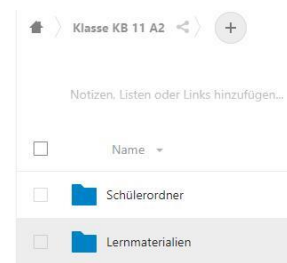 Klasse KB 11 A2
Notizen, Listen oder Links hinzufügen...
Name
Schülerordner
Lernmaterialien